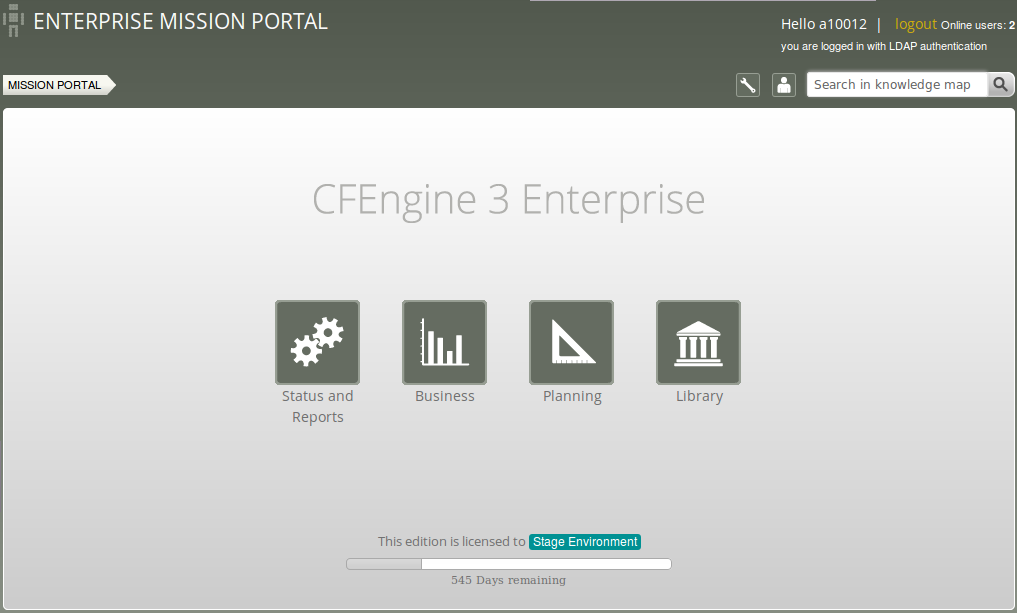 ENTERPRISE MISSION PORTAL
Hello a10012 | logout Online users: 2
you are logged in with LDAP authentication
MISSION PORTAL
Search in knowledge map
CFEngine 3 Enterprise
Status and
Reports
Business
Planning
Library
This edition is licensed to Stage Environment
545 Days remaining